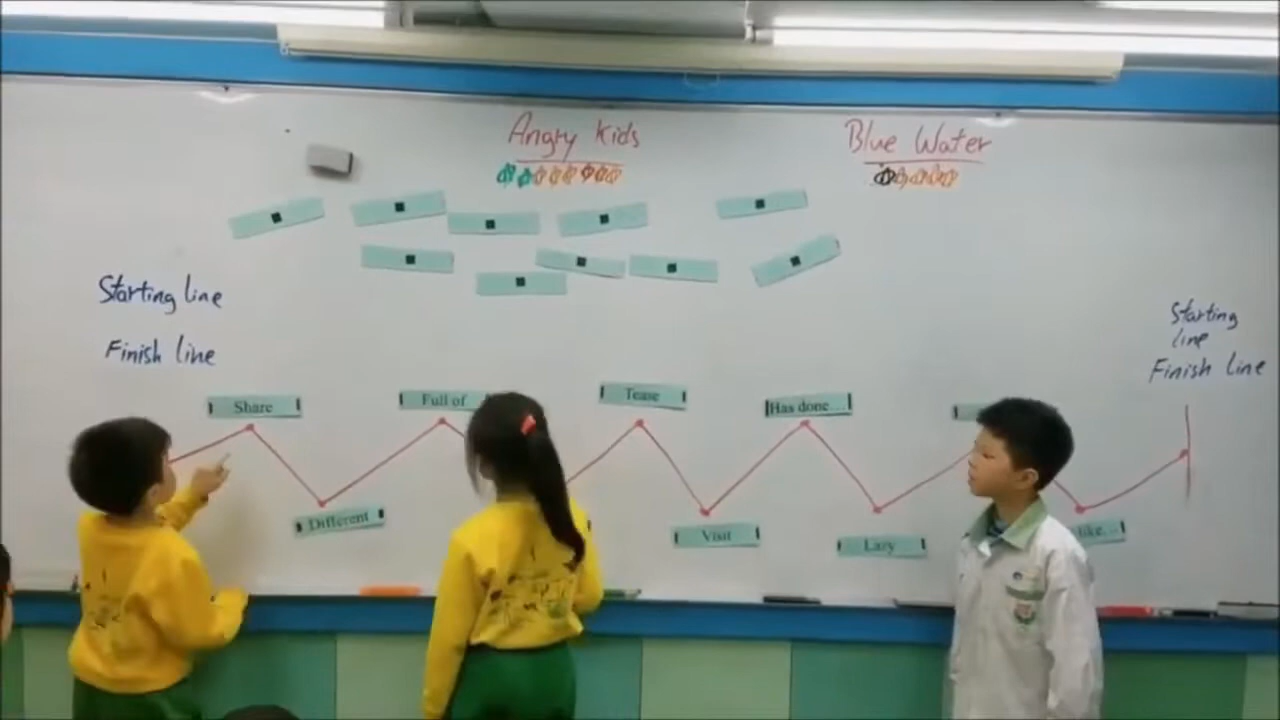 Angry Kids
Blue Water
Starting line
Finish line
Starting
line
Finish line
Share
Full of
Tease
Has done...
Different
Visit
Lazy
like...